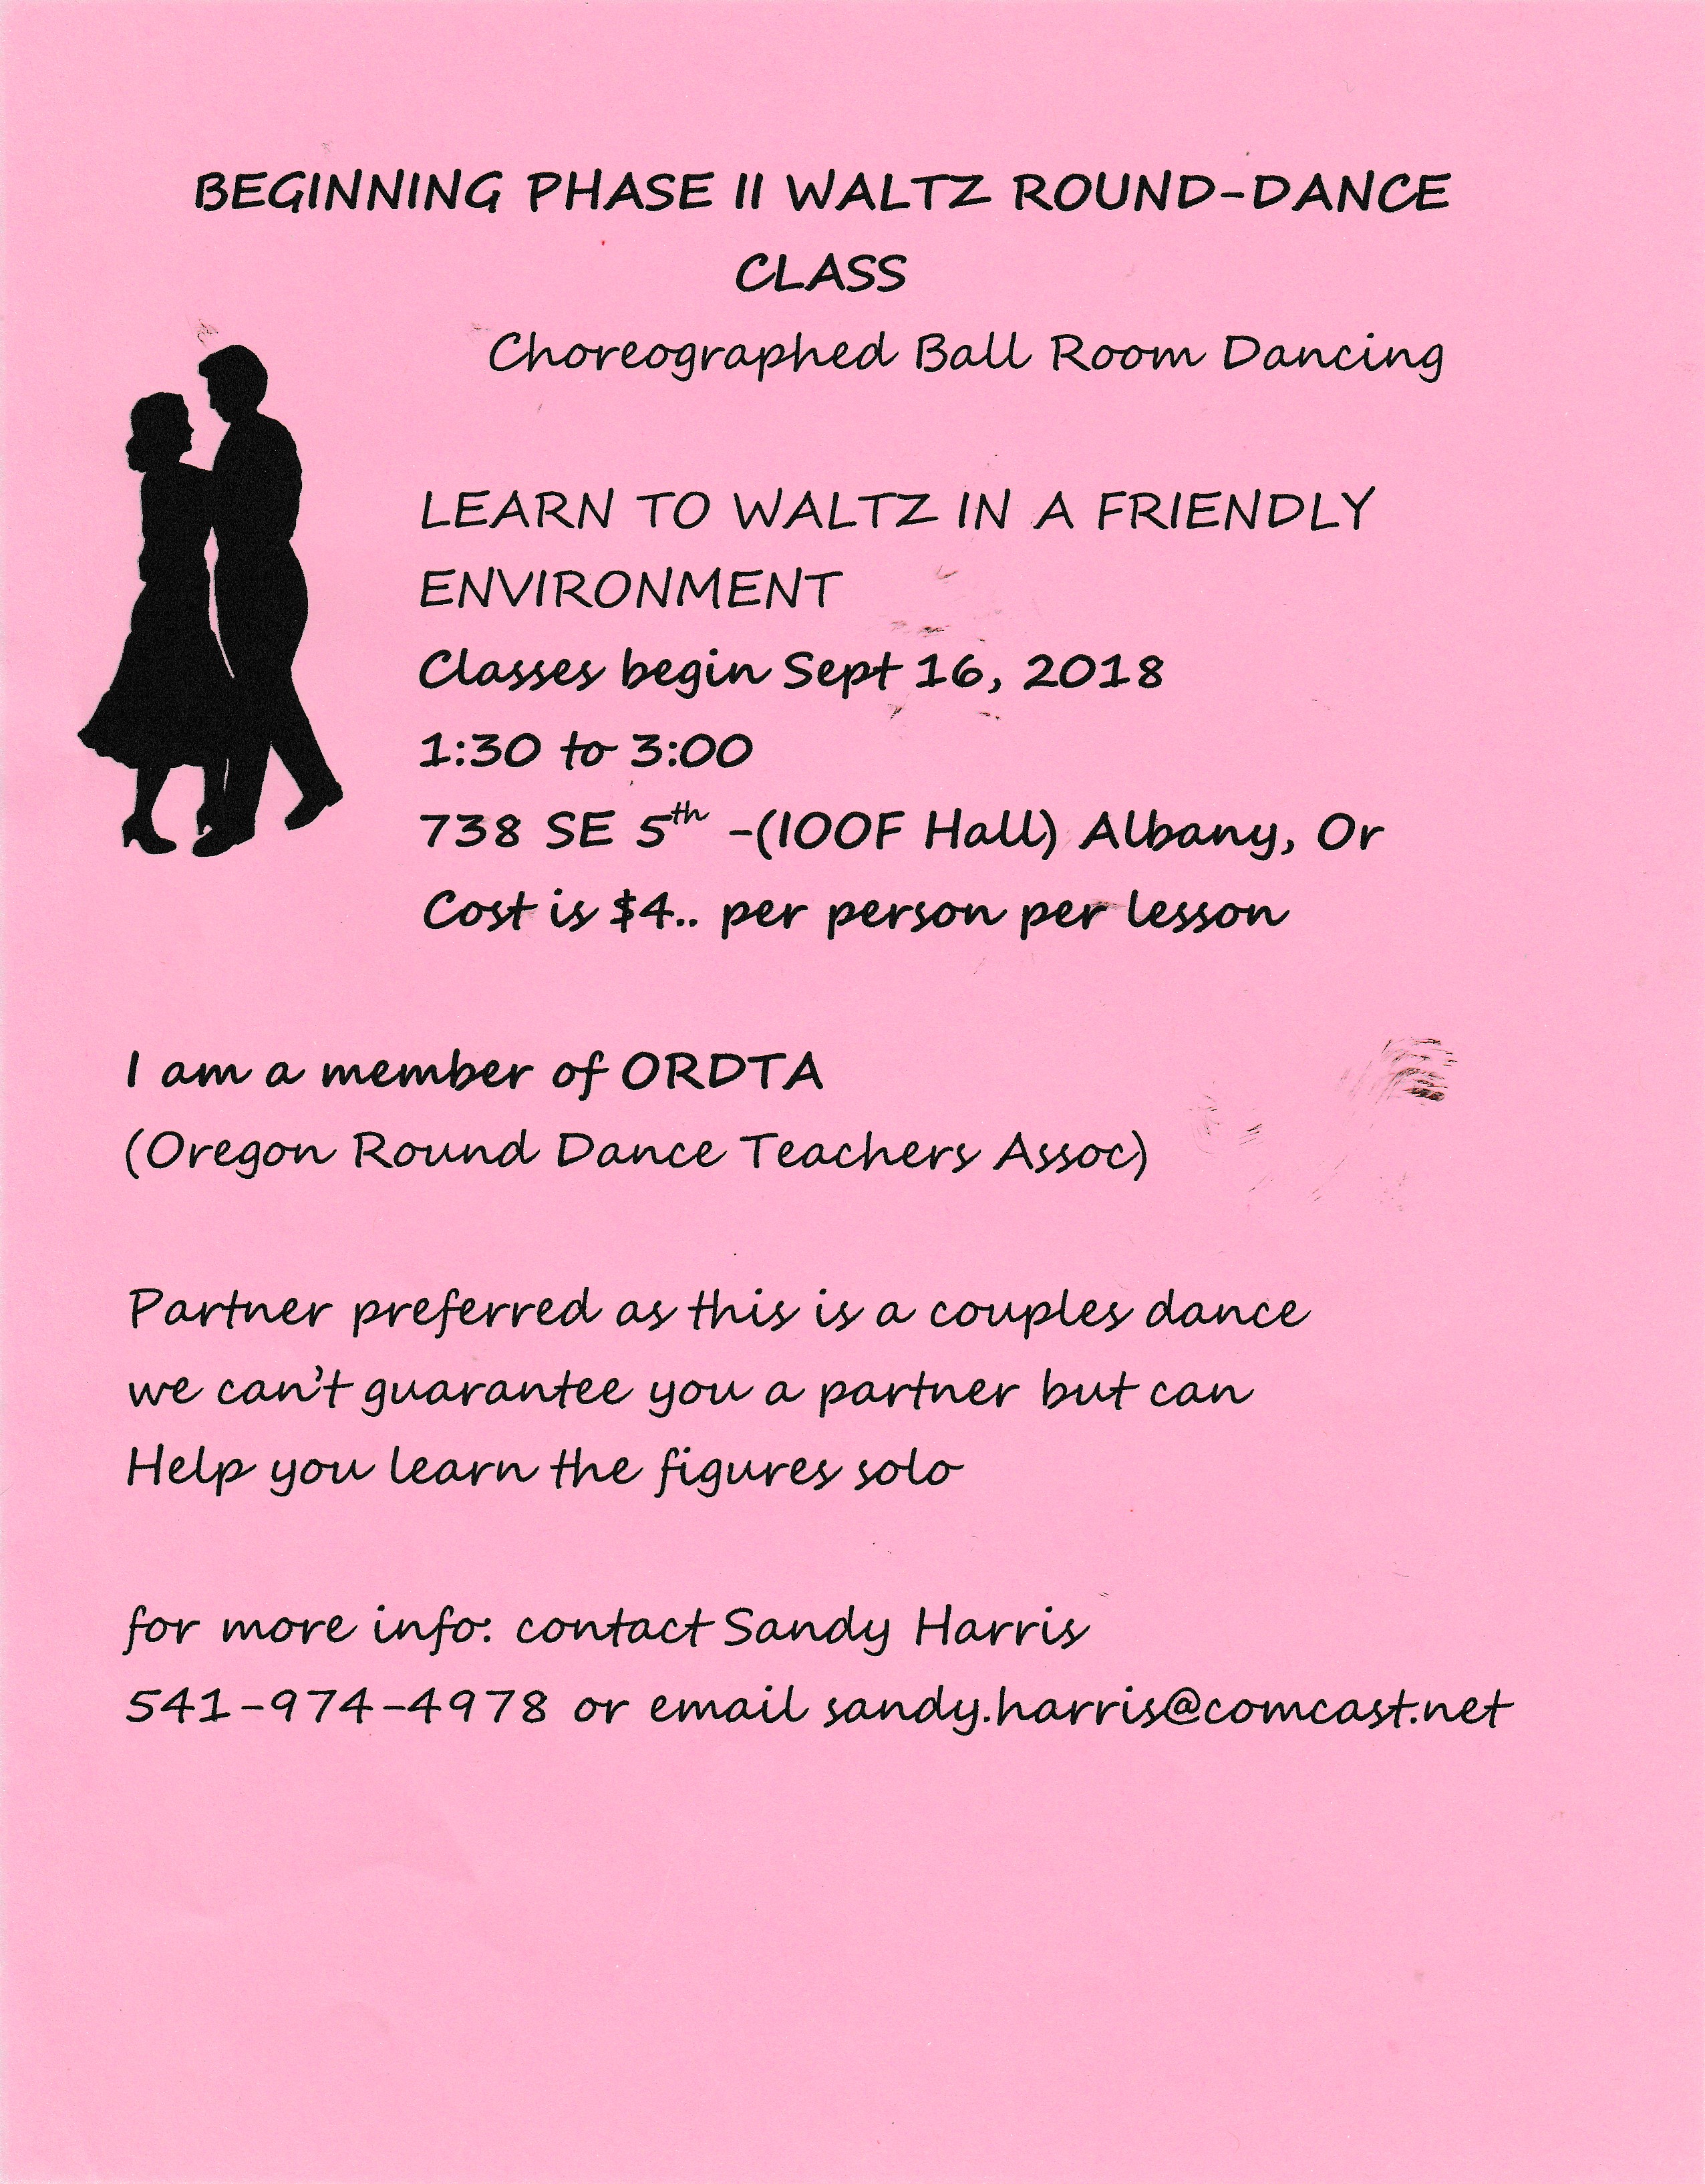 BEGINNING PHASE II WALTZ ROUND-DANCE
CLASS
Choreographed Ball Room Dancing
LEARN TO WALTZ IN A FRIENDLY
ENVIRONMENT
Classes begin Sept 16, 2018
1:30 to 3:00
738 SE 5th -(IOOF Hall) Albany, Or
Cost is $4.. per person per lesson
I am a member of ORDTA
(Oregon Round Dance Teachers Assoc)
Partner preferred as this is a couples dance
we can't guarantee you a partner but can
Help you learn the figures solo
for more info: contact Sandy Harris
541-974-4978 or email sandy.harris@comcast.net